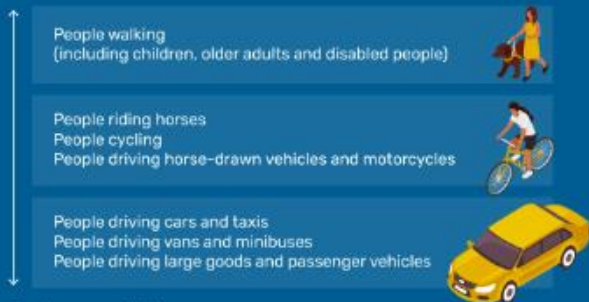 People walking
(including children, older adults and disabled people)
People riding horses
People cycling
People driving horse-drawn vehicles and motorcycles
People driving cars and taxis
People driving vans and minibuses
People driving large goods and passenger vehicles